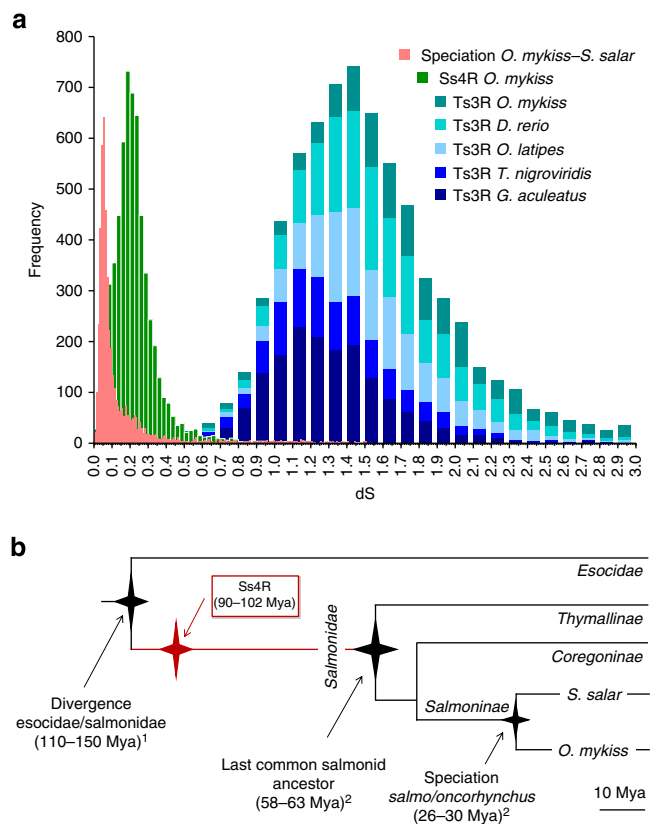 a
800
700
600
500
400
300
200
100
0
Frequency
Speciation O. mykiss–S. salar
Ss4R O. mykiss
Ts3R O. mykiss
Ts3R D. rerio
Ts3R O. latipes
Ts3R T. nigroviridis
Ts3R G. aculeatus
0.0 0.1 0.2 0.3 0.4 0.5 0.6 0.7 0.8 0.9 1.0 1.1 1.2 1.3 1.4 1.5 1.6 1.7 1.8 1.9 2.0 2.1 2.2 2.3 2.4 2.5 2.6 2.7 2.8 2.9 3.0
dS
b
Esocidae
Ss4R
(90–102 Mya)
Salmonidae
Thymallinae
Coregoninae
Salmoninae
S. salar
O. mykiss
Divergence
esocidae/salmonidae
(110–150 Mya)1
Last common salmonid
ancestor
(58–63 Mya)2
Speciation
salmo/oncorhynchus
(26–30 Mya)2
10 Mya